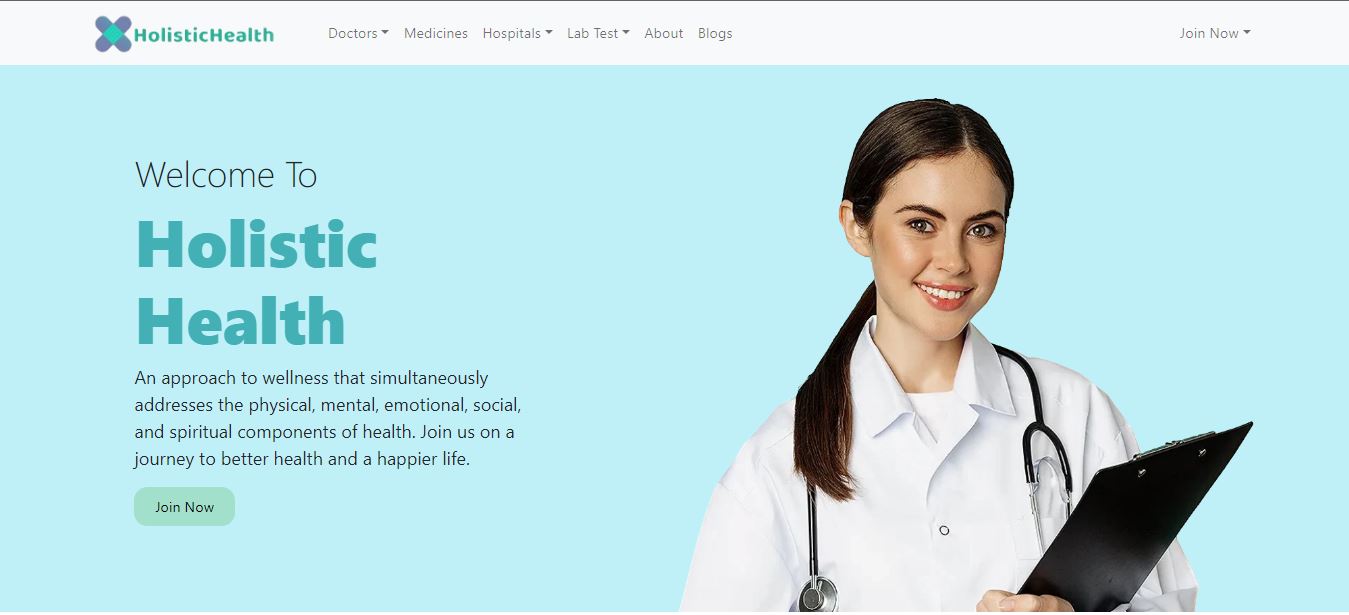 HolisticHealth Doctors Medicines Hospitals Lab Test About Blogs Join Now
Welcome To
Holistic
Health
An approach to wellness that simultaneously
addresses the physical, mental, emotional, social,
and spiritual components of health. Join us on a
journey to better health and a happier life.
Join Now